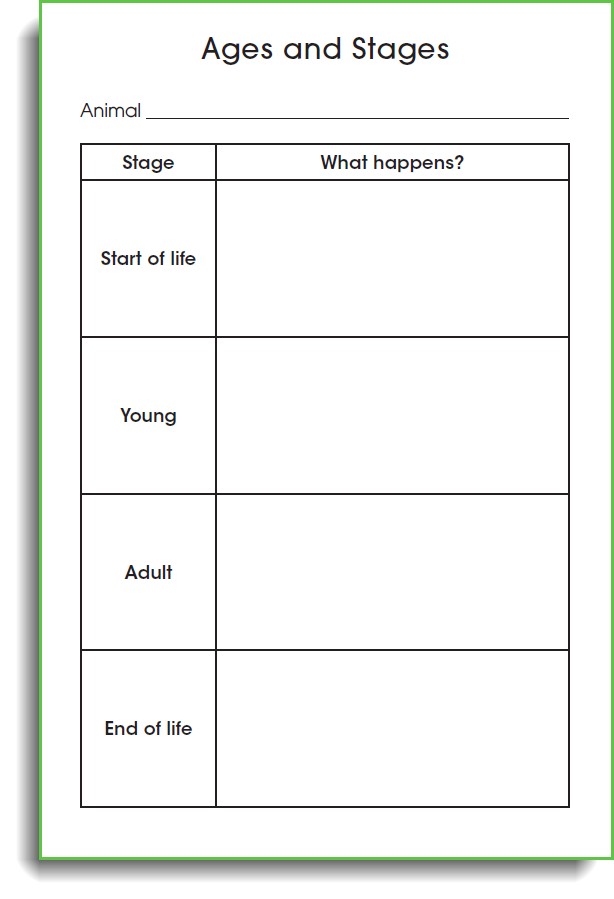 Ages and Stages
Animal
Stage What happens?
Start of life
Young
Adult
End of life